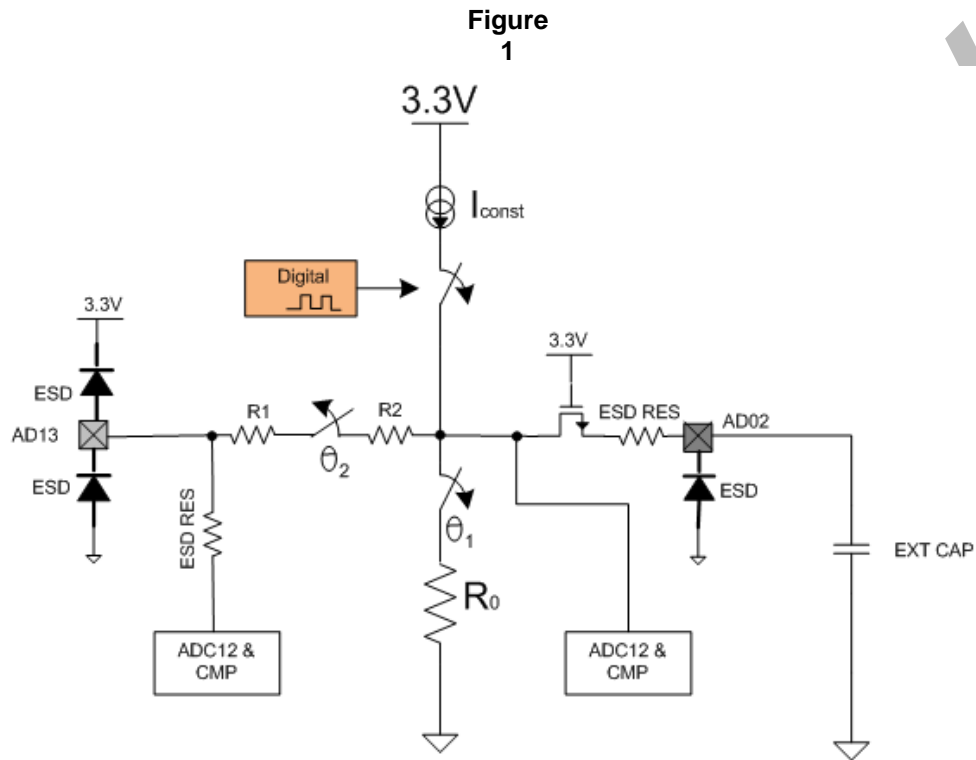 Figure
1
3.3V
Iconst
Digital
3.3V
ESD
AD13
ESD
R1
θ2
R2
3.3V
ESD RES
AD02
ESD
θ1
ESD RES
R0
EXT CAP
ADC12 &
CMP
ADC12 &
CMP